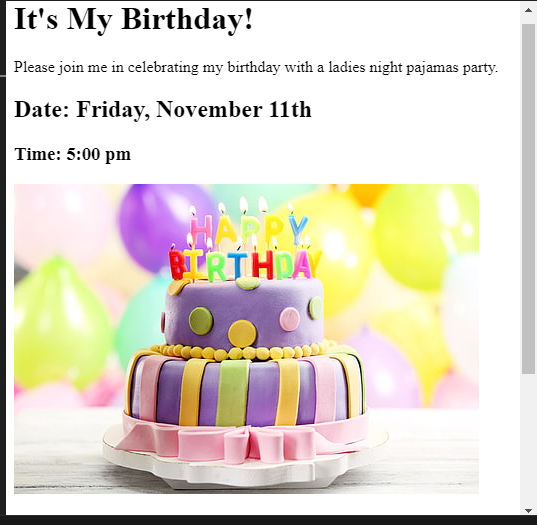 It's My Birthday!
Please join me in celebrating my birthday with a ladies night pajamas party.
Date: Friday, November 11th
Time: 5:00 pm
HAPPY
BIRTHDAY